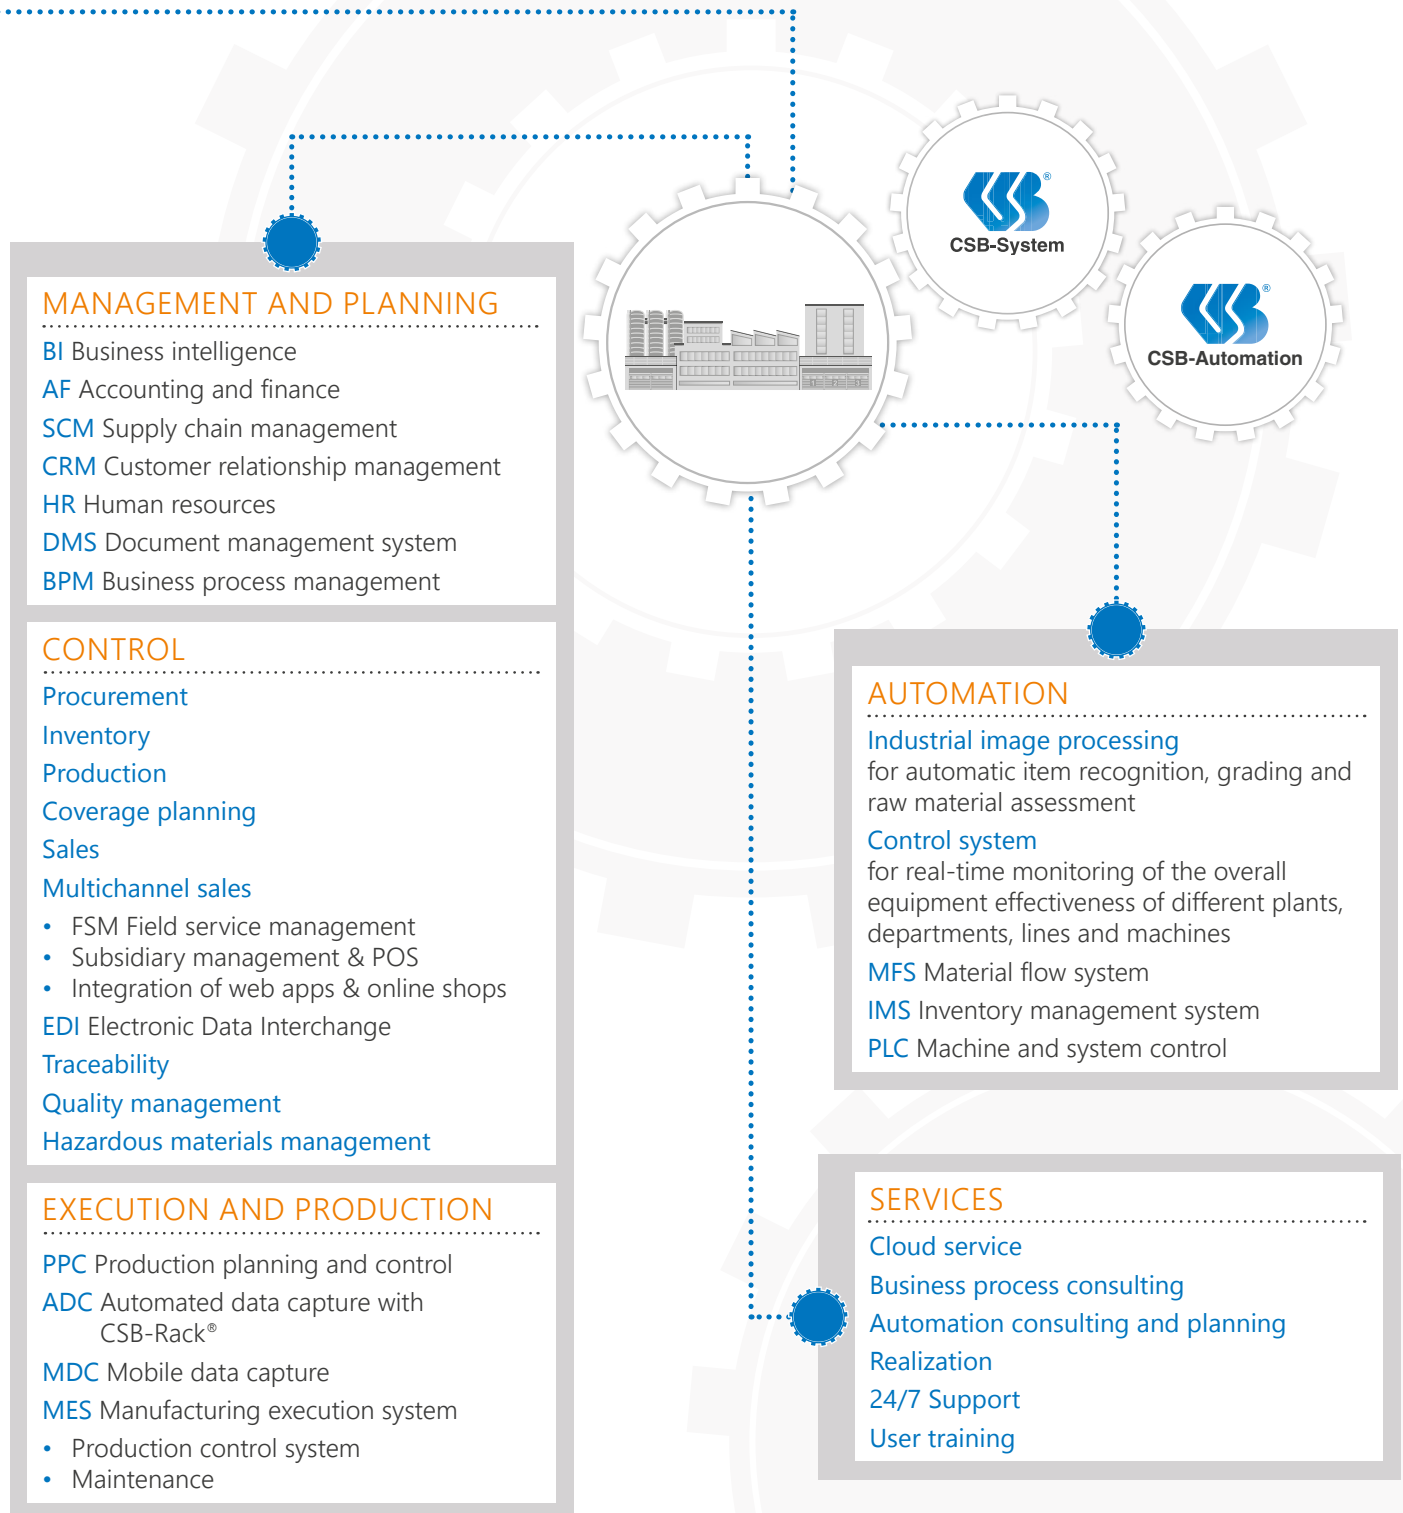 CSB®
CSB-System
CSB®
CSB-Automation
MANAGEMENT AND PLANNING
BI Business intelligence
AF Accounting and finance
SCM Supply chain management
CRM Customer relationship management
HR Human resources
DMS Document management system
BPM Business process management
CONTROL
Procurement
Inventory
Production
Coverage planning
Sales
Multichannel sales
• FSM Field service management
• Subsidiary management & POS
• Integration of web apps & online shops
EDI Electronic Data Interchange
Traceability
Quality management
Hazardous materials management
EXECUTION AND PRODUCTION
PPC Production planning and control
ADC Automated data capture with
CSB-Rack®
MDC Mobile data capture
MES Manufacturing execution system
• Production control system
• Maintenance
AUTOMATION
Industrial image processing
for automatic item recognition, grading and
raw material assessment
Control system
for real-time monitoring of the overall
equipment effectiveness of different plants,
departments, lines and machines
MFS Material flow system
IMS Inventory management system
PLC Machine and system control
SERVICES
Cloud service
Business process consulting
Automation consulting and planning
Realization
24/7 Support
User training